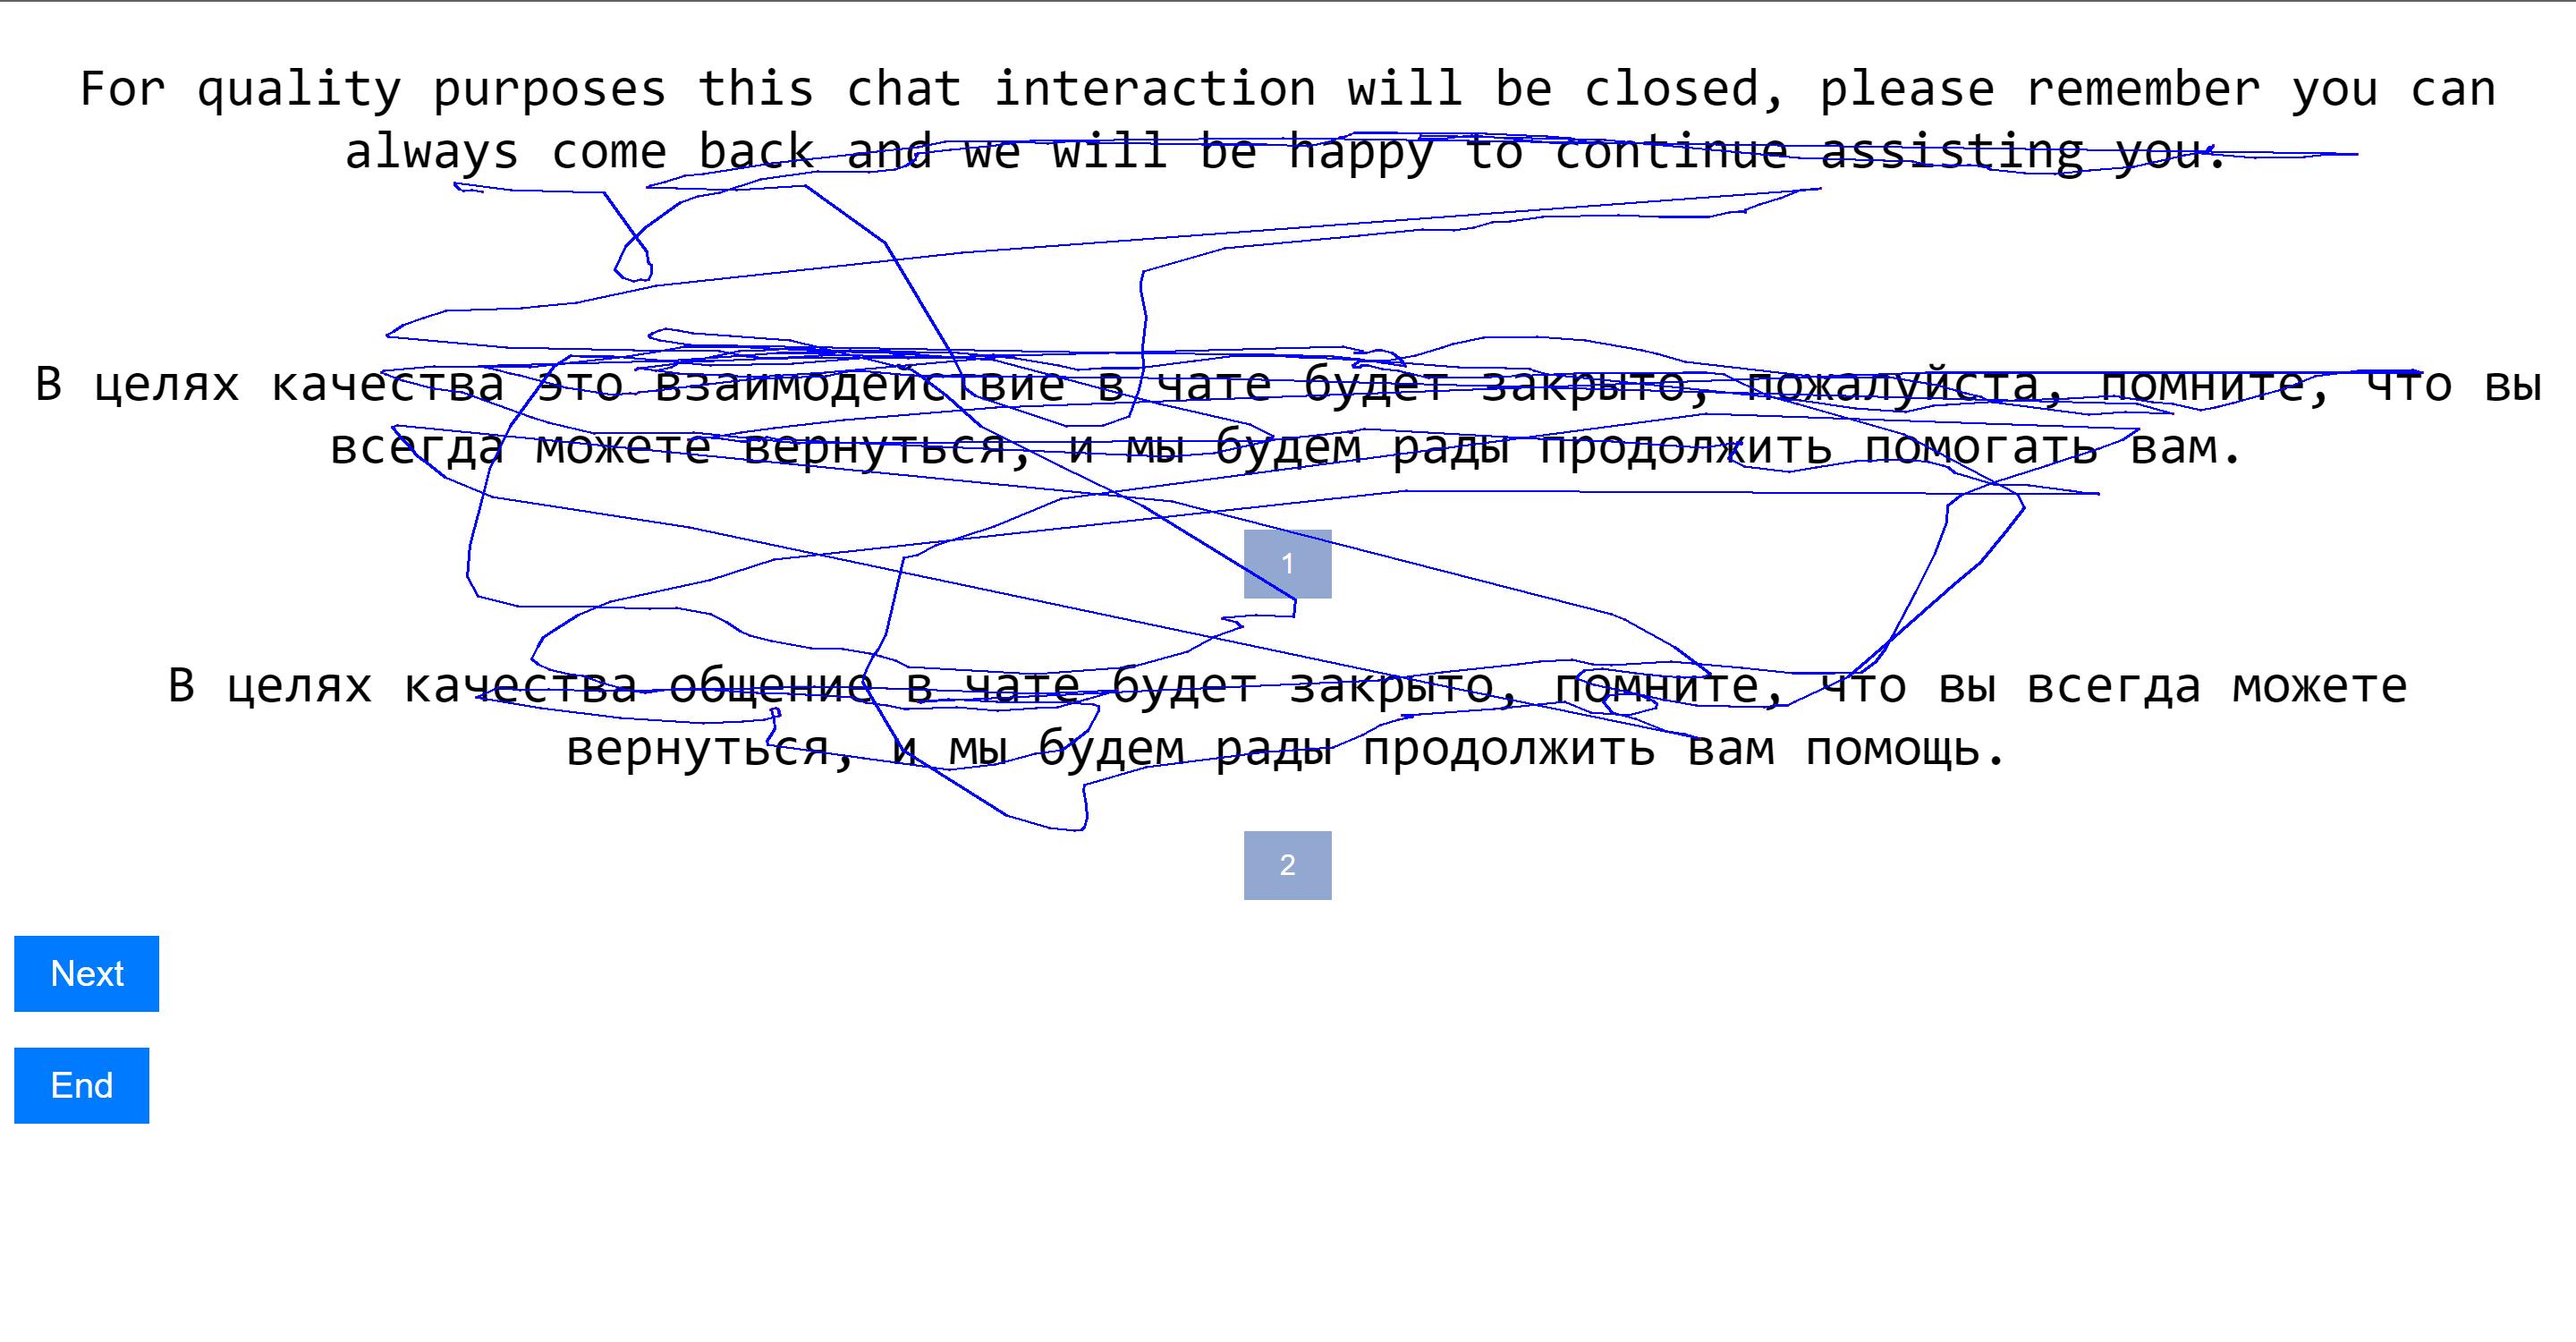 For quality purposes this chat interaction will be closed, please remember you can
always come back and we will be happy to continue assisting you.
В целях качества это взаимодействие в чате будет закрыто, пожалуйста, помните, что вы
всегда можете вернуться, и мы будем рады продолжить помогать вам.
1
В целях качества общение в чате будет закрыто, помните, что вы всегда можете
вернуться, и мы будем рады продолжить вам помощь.
2
Next
End